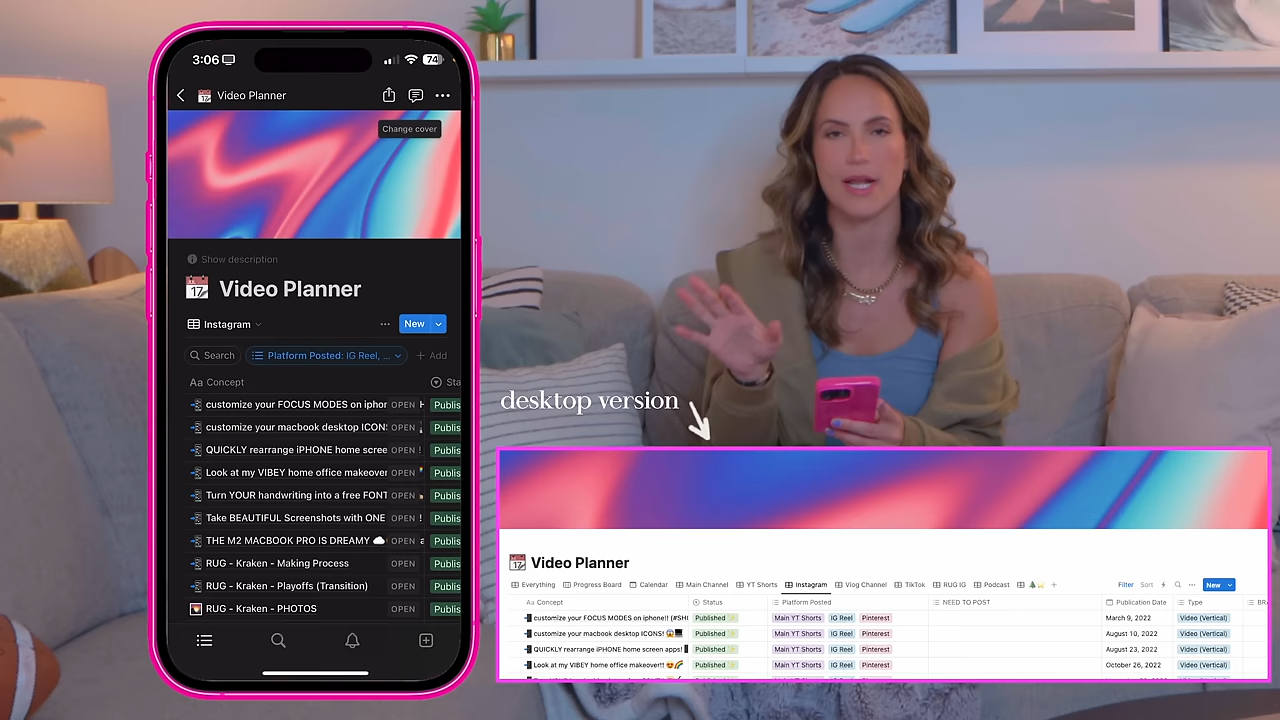 3:06
74
Video Planner
Change cover
Show description
Video Planner
Instagram
New
Search
Platform Posted: IG Reel, ...
Add
Aa Concept
Sta
customize your FOCUS MODES on iphor OPEN
Publis
customize your macbook desktop ICON: OPEN
Publis
QUICKLY rearrange iPHONE home scree OPEN !
Publis
Look at my VIBEY home office makeover OPEN
Publis
Turn YOUR handwriting into a free FONT OPEN
Publis
Take BEAUTIFUL Screenshots with ONE OPEN !
Publis
THE M2 MACBOOK PRO IS DREAMY ☁️ OPEN
Publis
RUG - Kraken - Making Process OPEN
Publis
RUG - Kraken - Playoffs (Transition) OPEN
Publis
RUG - Kraken - PHOTOS OPEN
Publis
desktop version
Video Planner
Everything Progress Board Calendar Main Channel YT Shorts Instagram Vlog Channel TikTok RUG IG Podcast
Filter Sort New
Aa Concept Status Platform Posted NEED TO POST Publication Date Type BR
customize your FOCUS MODES on iphone!! (#SH Published Main YT Shorts IG Reel Pinterest March 9, 2022 Video (Vertical)
customize your macbook desktop ICONS! Published Main YT Shorts IG Reel Pinterest August 10, 2022 Video (Vertical)
QUICKLY rearrange iPHONE home screen apps! Published Main YT Shorts IG Reel Pinterest August 23, 2022 Video (Vertical)
Look at my VIBEY home office makeover!! Published Main YT Shorts IG Reel Pinterest October 26, 2022 Video (Vertical)